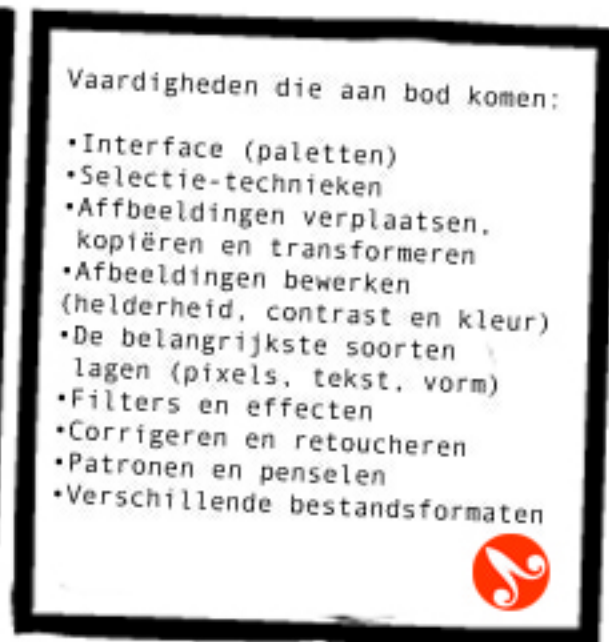 Vaardigheden die aan bod komen:
•Interface (paletten)
•Selectie-technieken
•Affbeeldingen verplaatsen,
kopiëren en transformeren
•Afbeeldingen bewerken
(helderheid, contrast en kleur)
•De belangrijkste soorten
lagen (pixels, tekst, vorm)
•Filters en effecten
•Corrigeren en retoucheren
•Patronen en penselen
•Verschillende bestandsformaten